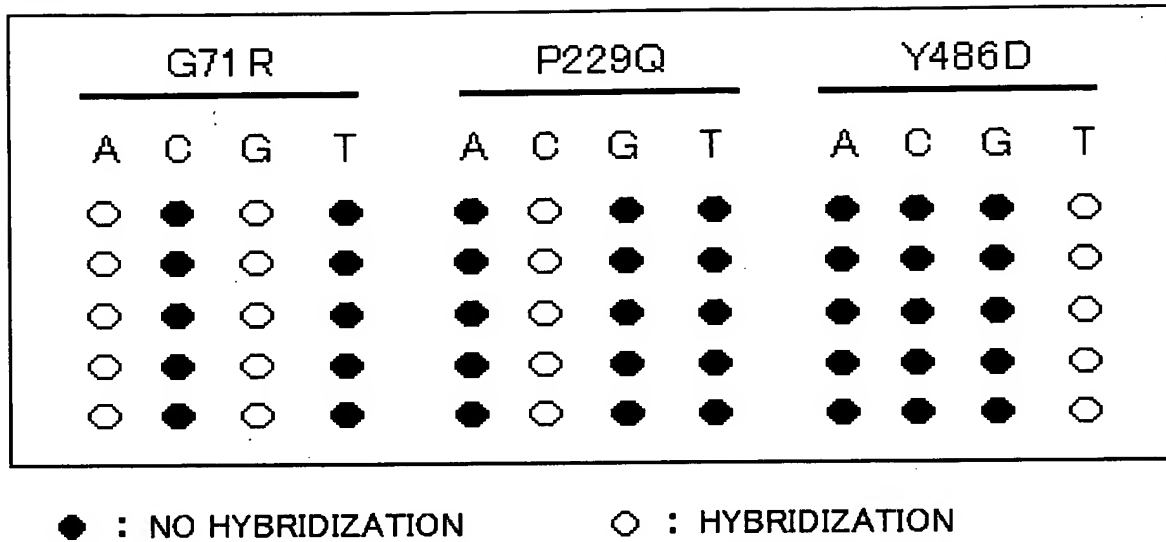 G71R P229Q Y486D
A C G T A C G T A C G T
● : NO HYBRIDIZATION ○ : HYBRIDIZATION